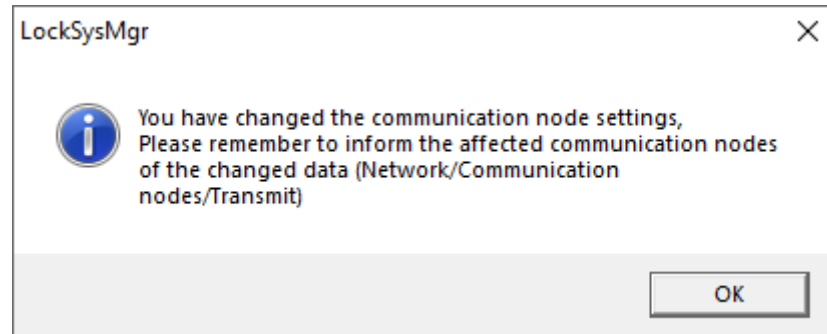 LockSysMgr
You have changed the communication node settings,
Please remember to inform the affected communication nodes
of the changed data (Network/Communication
nodes/Transmit)
OK